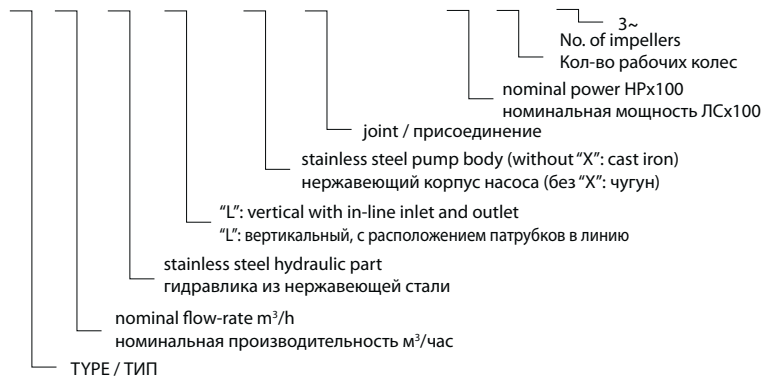 3~
No. of impellers
Кол-во рабочих колес
nominal power HPx100
номинальная мощность ЛСx100
joint / присоединение
stainless steel pump body (without “X”: cast iron)
нержавеющий корпус насоса (без “X”: чугун)
“L”: vertical with in-line inlet and outlet
“L”: вертикальный, с расположением патрубков в линию
stainless steel hydraulic part
гидравлика из нержавеющей стали
nominal flow-rate m³/h
номинальная производительность м³/час
TYPE / ТИП